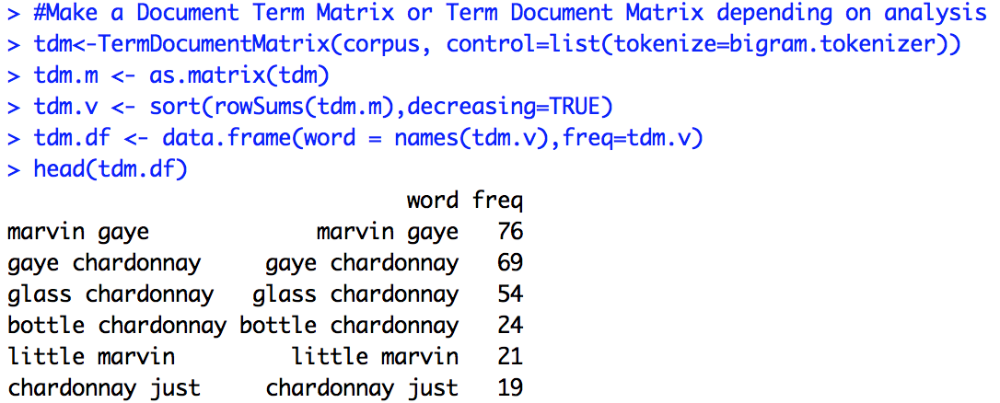 > #Make a Document Term Matrix or Term Document Matrix depending on analysis
> tdm<-TermDocumentMatrix(corpus, control=list(tokenize=bigram.tokenizer))
> tdm.m <- as.matrix(tdm)
> tdm.v <- sort(rowSums(tdm.m),decreasing=TRUE)
> tdm.df <- data.frame(word = names(tdm.v),freq=tdm.v)
> head(tdm.df)
                               word freq
marvin gaye             marvin gaye   76
gaye chardonnay     gaye chardonnay   69
glass chardonnay   glass chardonnay   54
bottle chardonnay bottle chardonnay   24
little marvin         little marvin   21
chardonnay just     chardonnay just   19